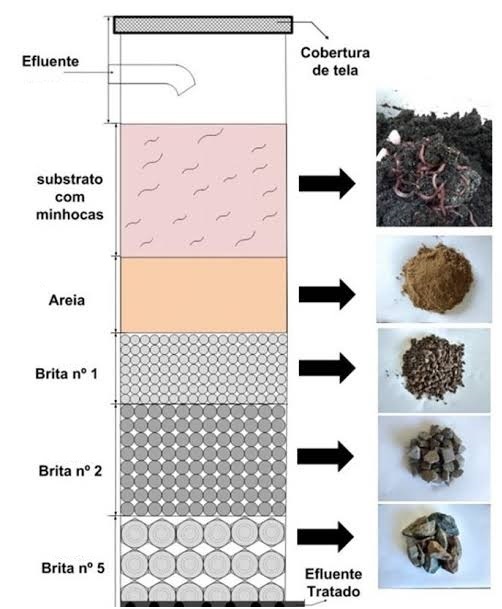 Cobertura
de tela
Efluente
substrato
com
minhocas
Areia
Brita nº 1
Brita nº 2
Brita nº 5
Efluente
Tratado